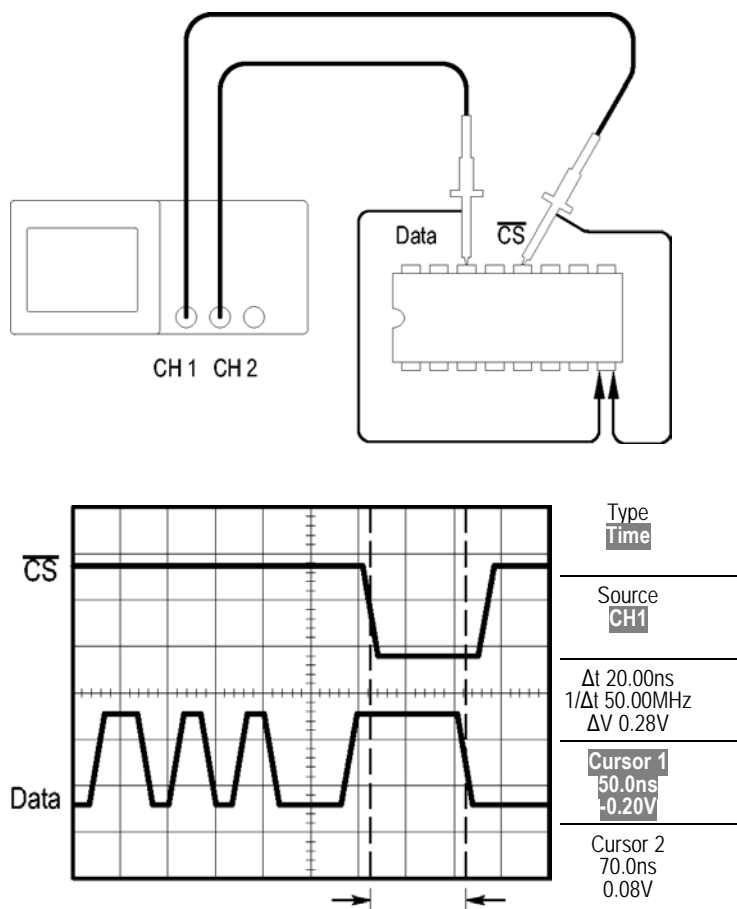 Data CS
CH 1 CH 2
Type
Time
CS
Source
CH1
Δt 20.00ns
1/Δt 50.00MHz
ΔV 0.28V
Cursor 1
50.0ns
-0.20V
Data
Cursor 2
70.0ns
0.08V